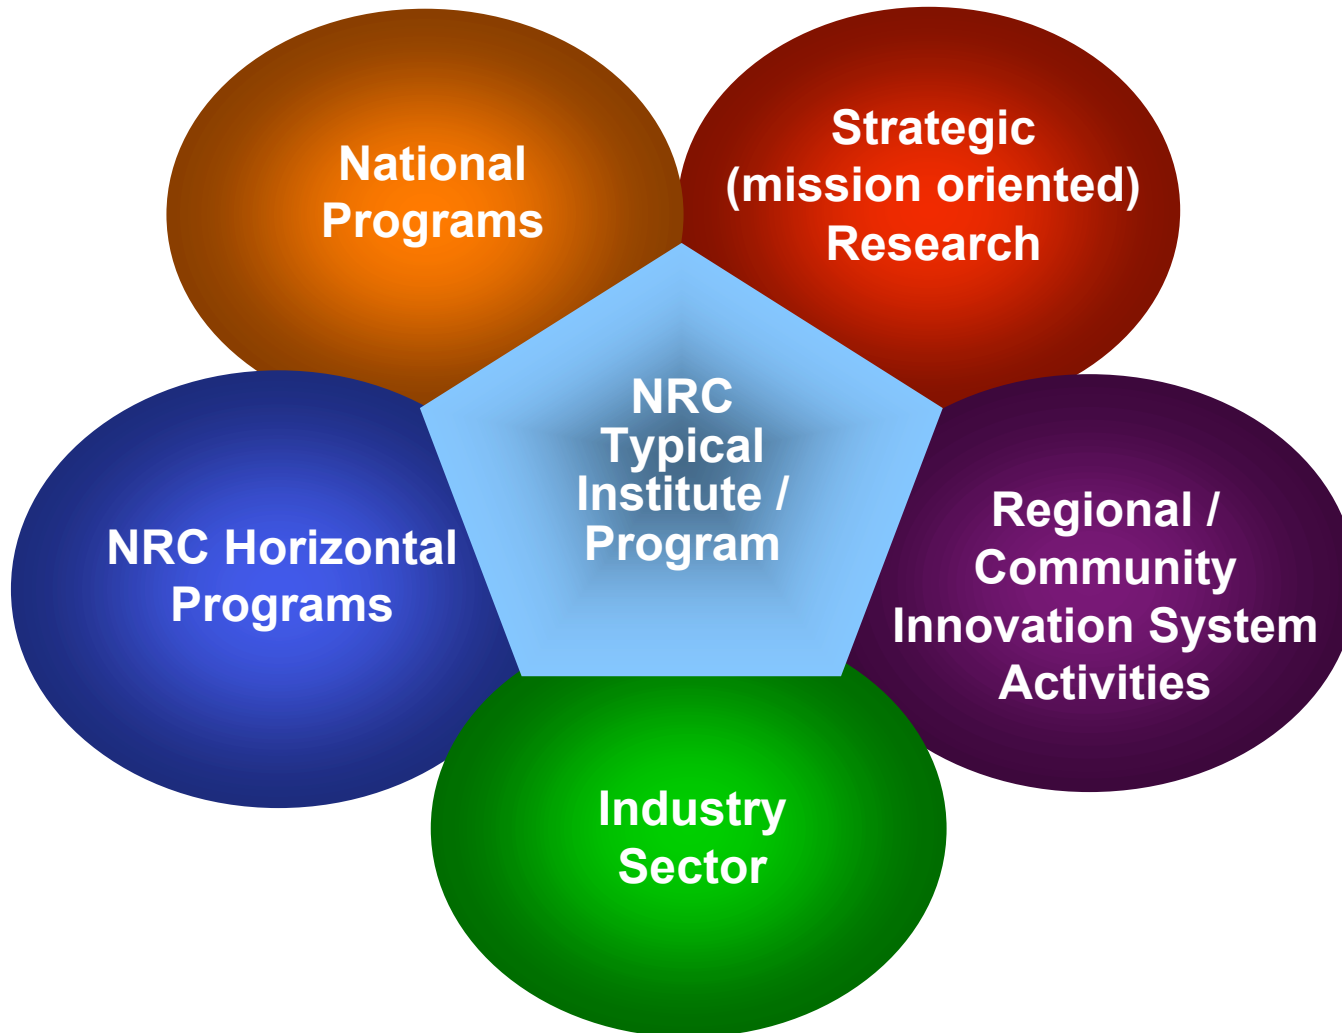 National
Programs
Strategic
(mission oriented)
Research
NRC
Typical
Institute /
Program
NRC Horizontal
Programs
Regional /
Community
Innovation System
Activities
Industry
Sector